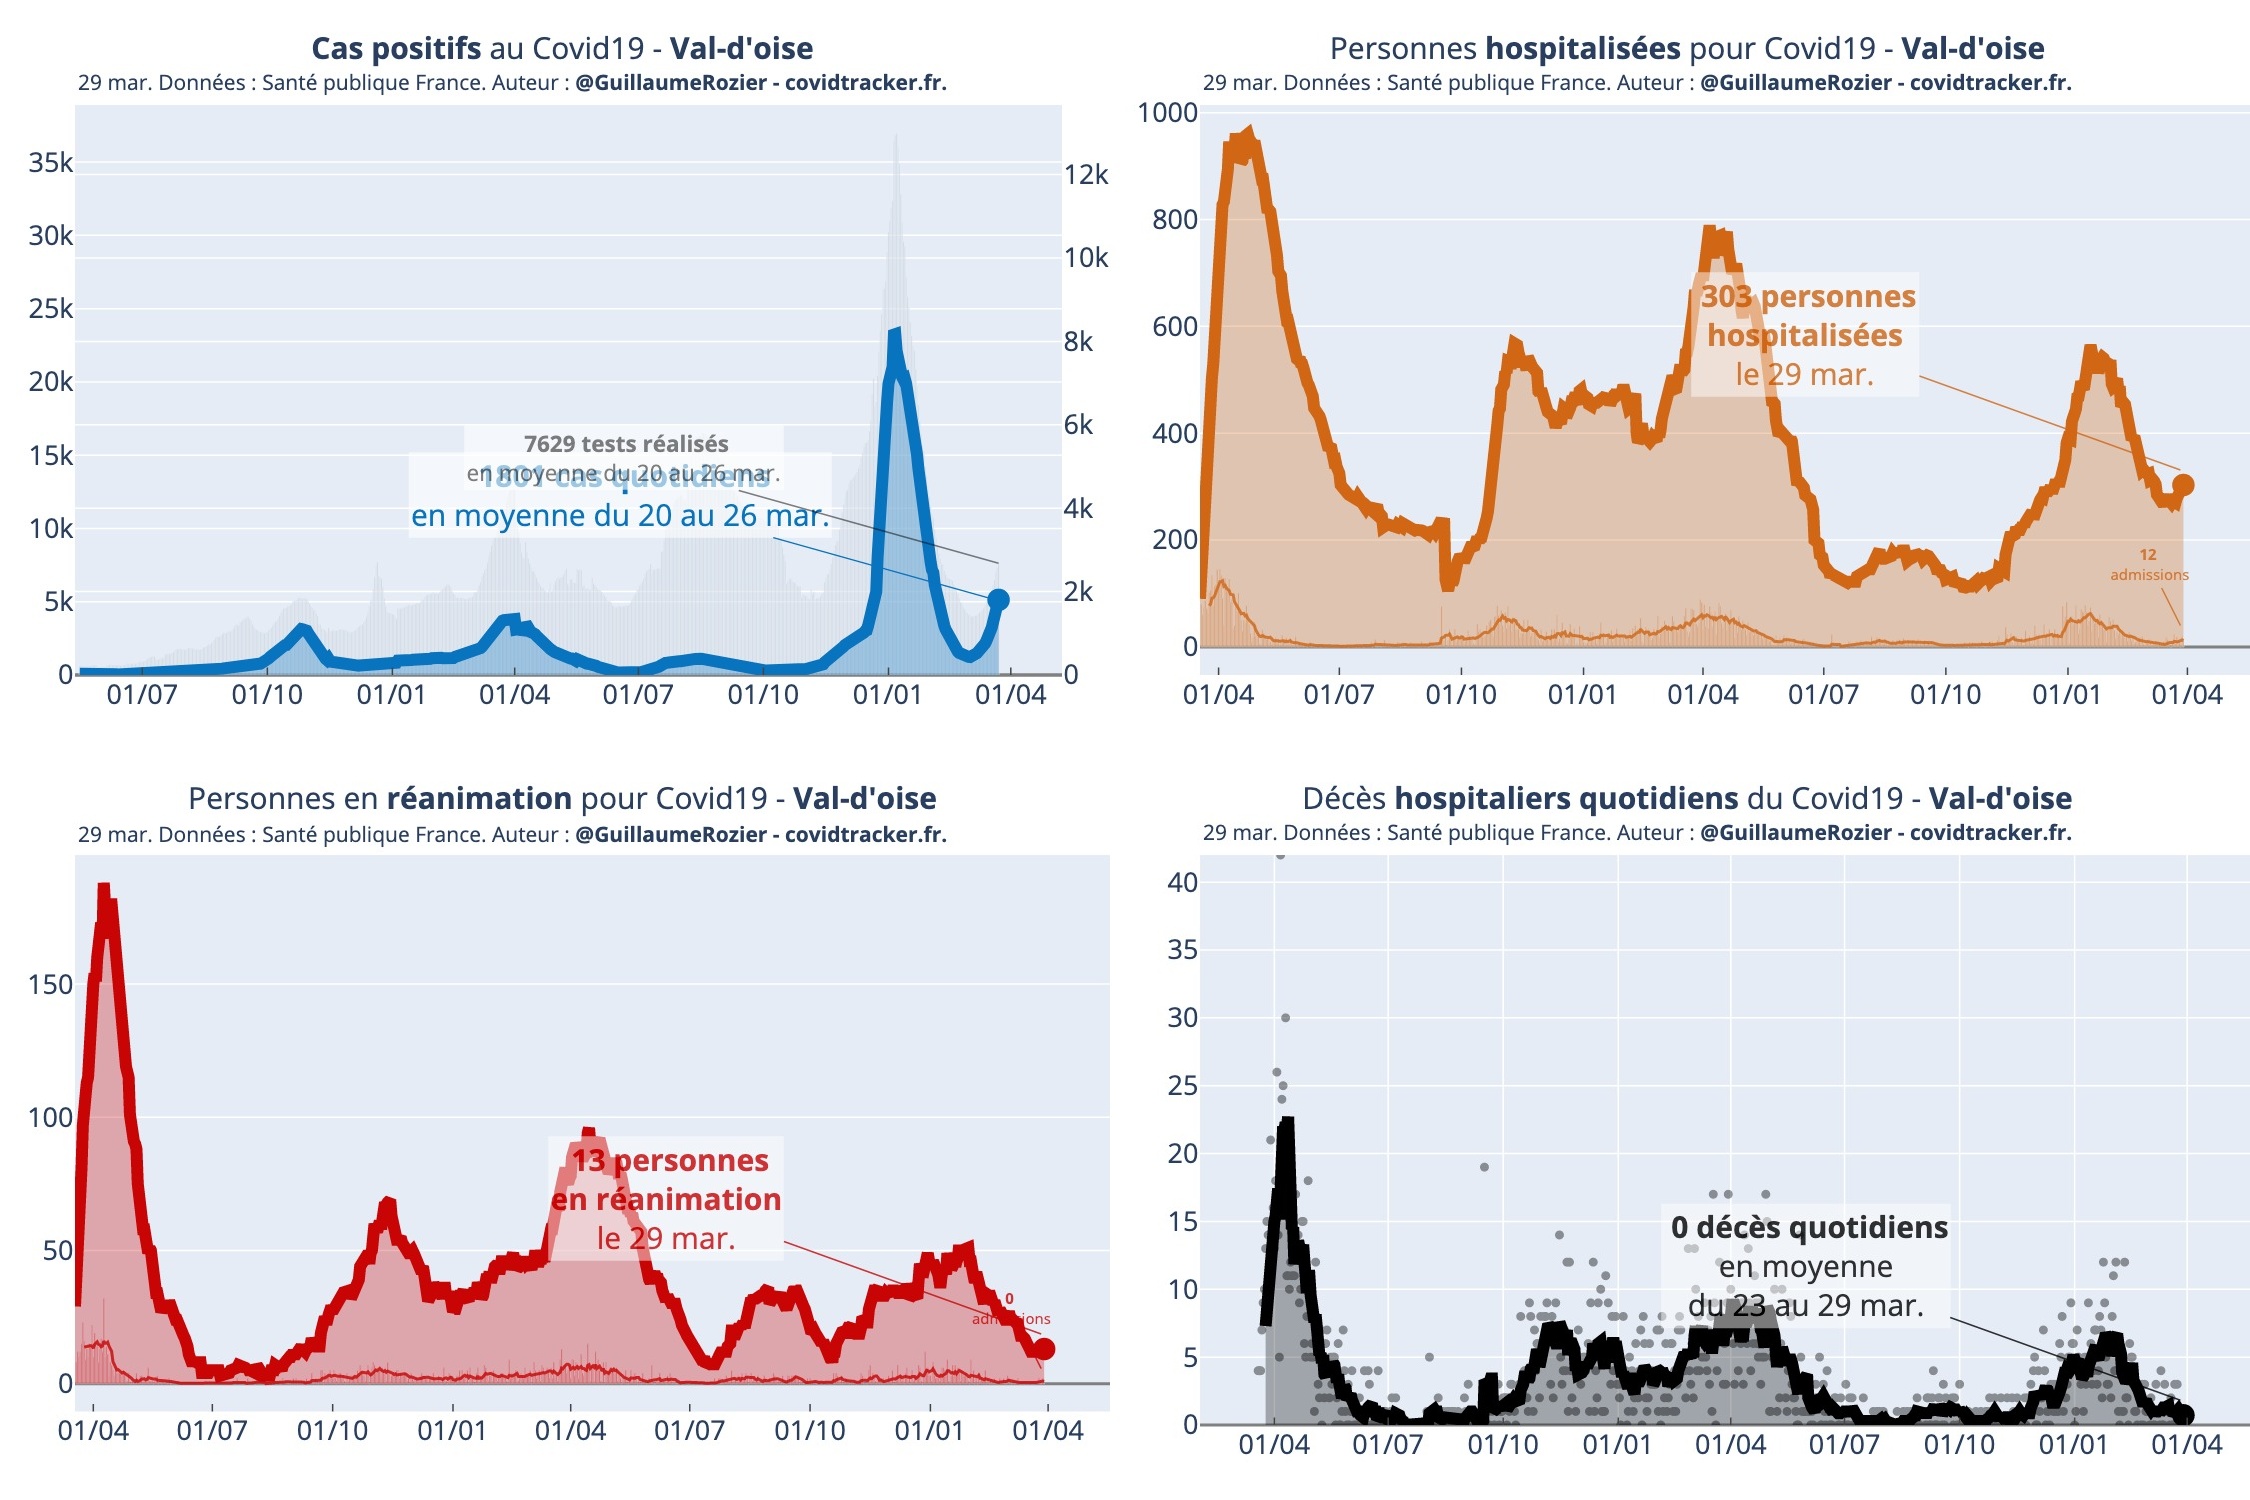 Cas positifs au Covid19 - Val-d'oise
29 mar. Données : Santé publique France. Auteur : @GuillaumeRozier - covidtracker.fr.
35k
30k
25k
20k
15k
10k
5k
0
12k
10k
8k
6k
4k
2k
0
7629 tests réalisés
en moyenne du 20 au 26 mar.
1801 cas quotidiens
en moyenne du 20 au 26 mar.
01/07 01/10 01/01 01/04 01/07 01/10 01/01 01/04
Personnes hospitalisées pour Covid19 - Val-d'oise
29 mar. Données : Santé publique France. Auteur : @GuillaumeRozier - covidtracker.fr.
1000
800
600
400
200
0
303 personnes
hospitalisées
le 29 mar.
12
admissions
01/04 01/07 01/10 01/01 01/04 01/07 01/10 01/01 01/04
Personnes en réanimation pour Covid19 - Val-d'oise
29 mar. Données : Santé publique France. Auteur : @GuillaumeRozier - covidtracker.fr.
150
100
50
0
13 personnes
en réanimation
le 29 mar.
0
admissions
01/04 01/07 01/10 01/01 01/04 01/07 01/10 01/01 01/04
Décès hospitaliers quotidiens du Covid19 - Val-d'oise
29 mar. Données : Santé publique France. Auteur : @GuillaumeRozier - covidtracker.fr.
40
35
30
25
20
15
10
5
0
0 décès quotidiens
en moyenne
du 23 au 29 mar.
01/04 01/07 01/10 01/01 01/04 01/07 01/10 01/01 01/04